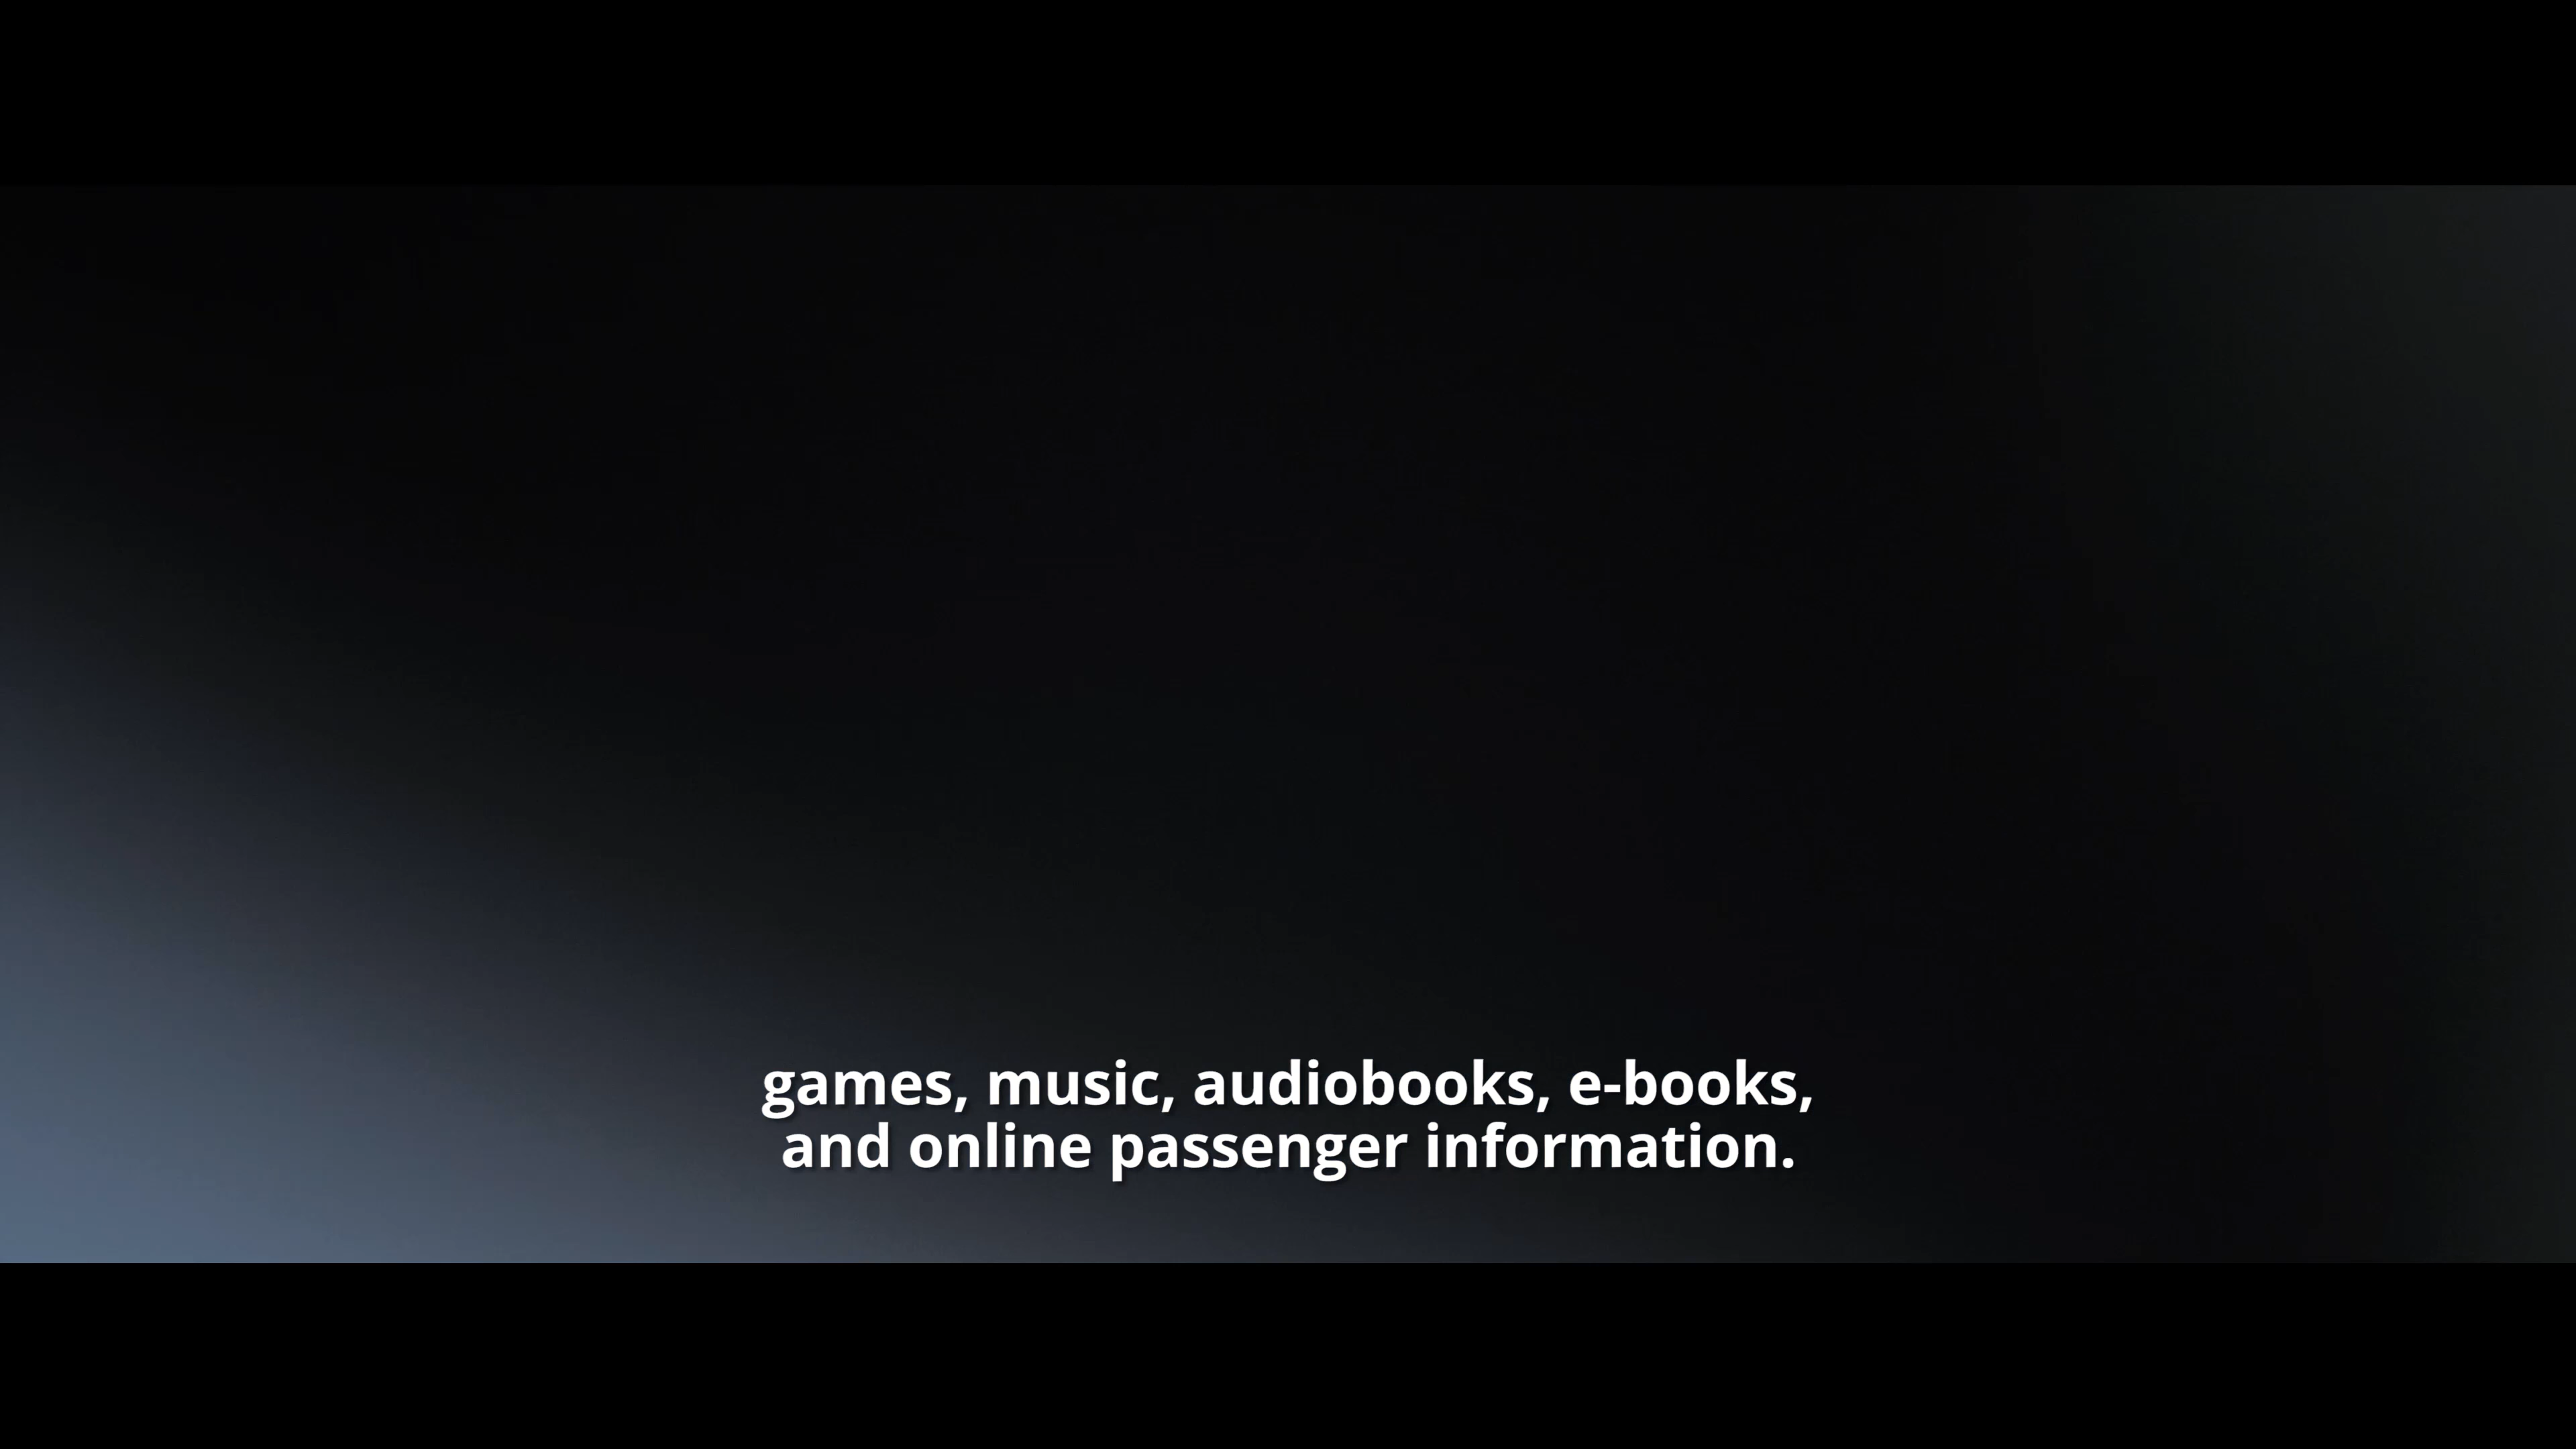 games, music, audiobooks, e-books,
and online passenger information.